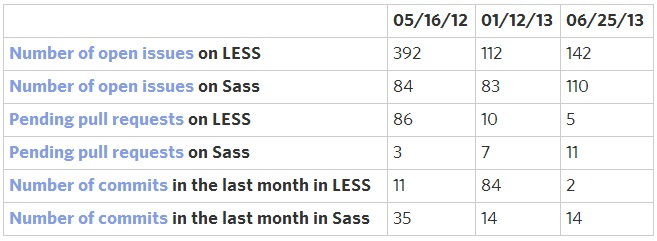 05/16/12 01/12/13 06/25/13
Number of open issues on LESS 392 112 142
Number of open issues on Sass 84 83 110
Pending pull requests on LESS 86 10 5
Pending pull requests on Sass 3 7 11
Number of commits in the last month in LESS 11 84 2
Number of commits in the last month in Sass 35 14 14